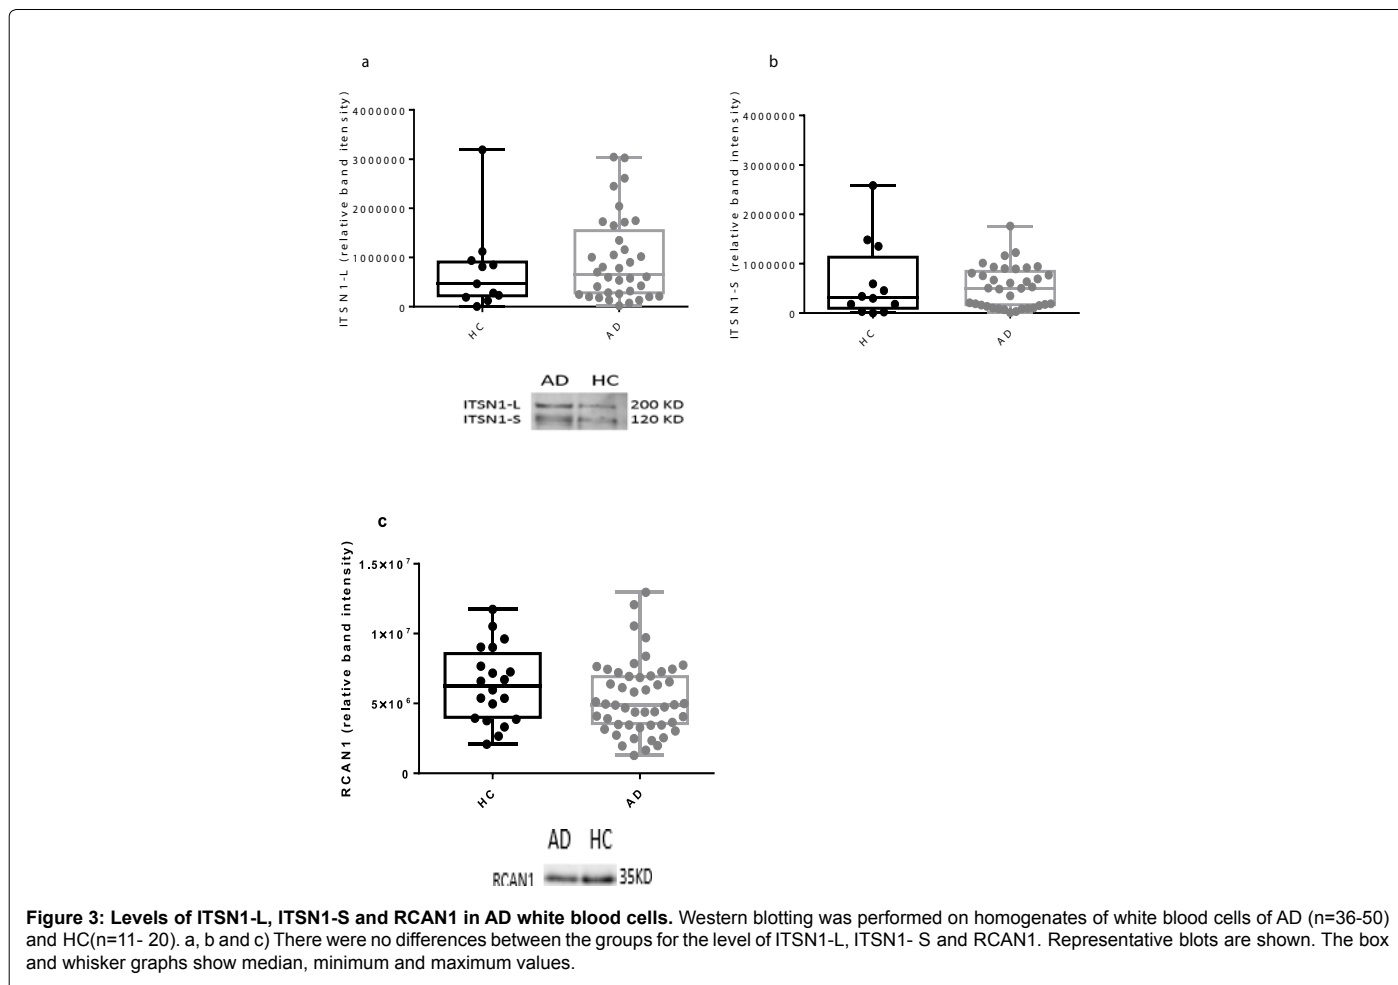 a
ITSN1-L (relative band itensity)
4000000
3000000
2000000
1000000
0
HC
AD
b
ITSN1-S (relative band intensity)
4000000
3000000
2000000
1000000
0
HC
AD
AD HC
ITSN1-L 200 KD
ITSN1-S 120 KD
c
RCAN1 (relative band intensity)
1.5×10⁷
1×10⁷
5×10⁶
0
HC
AD
AD HC
RCAN1 35KD
Figure 3: Levels of ITSN1-L, ITSN1-S and RCAN1 in AD white blood cells. Western blotting was performed on homogenates of white blood cells of AD (n=36-50)
and HC(n=11- 20). a, b and c) There were no differences between the groups for the level of ITSN1-L, ITSN1- S and RCAN1. Representative blots are shown. The box
and whisker graphs show median, minimum and maximum values.